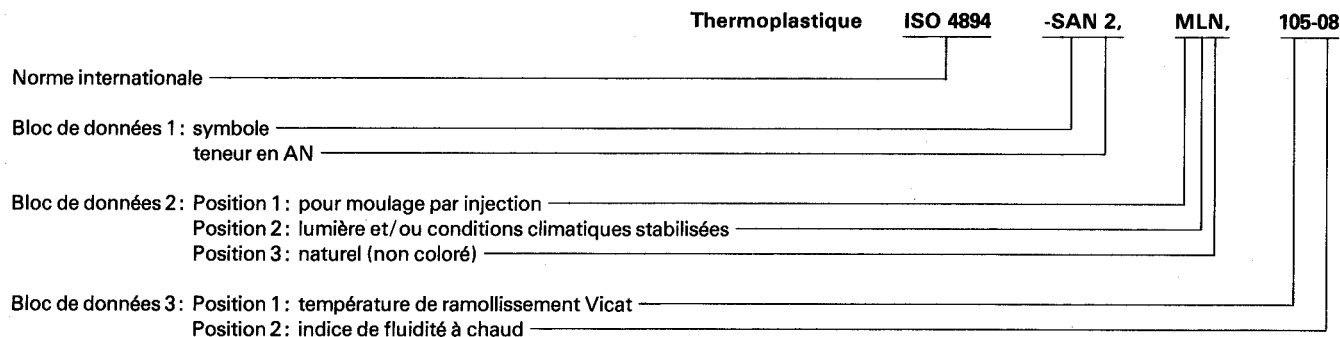 Thermoplastique ISO 4894 -SAN 2, MLN, 105-08
Norme internationale
Bloc de données 1 : symbole
teneur en AN
Bloc de données 2 : Position 1 : pour moulage par injection
Position 2 : lumière et/ou conditions climatiques stabilisées
Position 3 : naturel (non coloré)
Bloc de données 3 : Position 1 : température de ramollissement Vicat
Position 2 : indice de fluidité à chaud